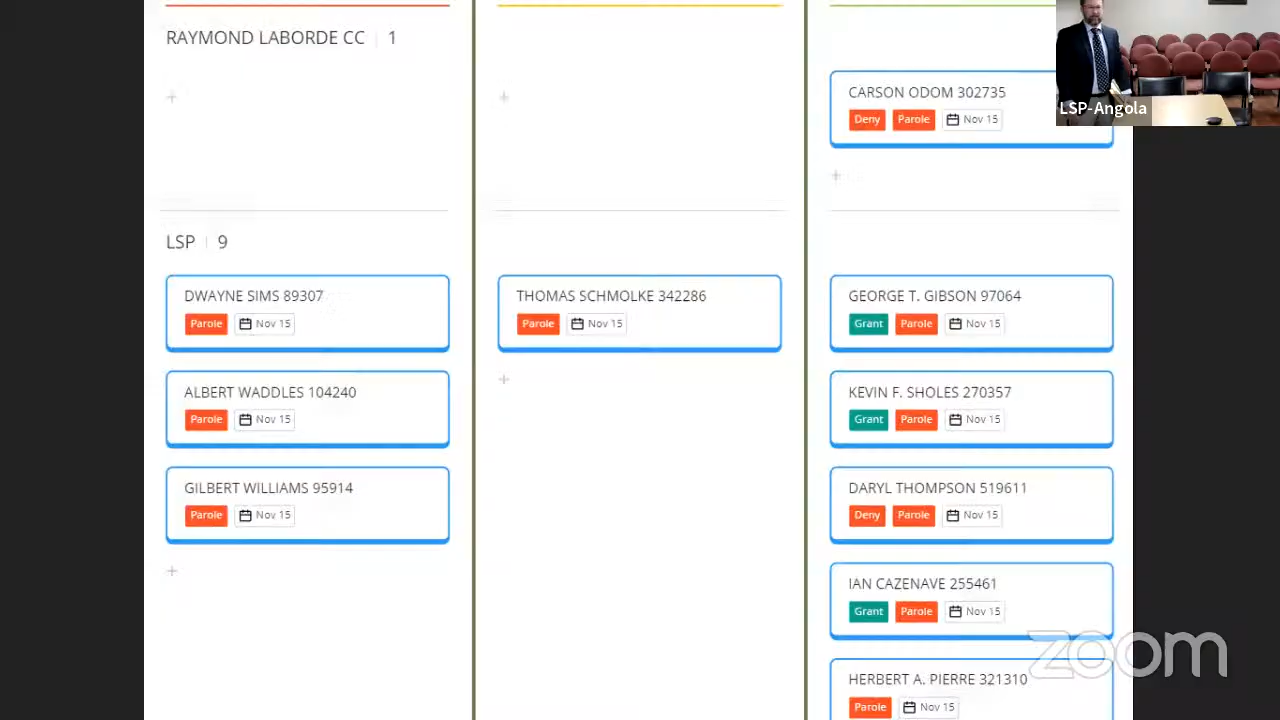 RAYMOND LABORDE CC 1
CARSON ODOM 302735
Deny Parole Nov 15
LSP-Angola
LSP 9
DWAYNE SIMS 89307
Parole Nov 15
ALBERT WADDLES 104240
Parole Nov 15
GILBERT WILLIAMS 95914
Parole Nov 15
THOMAS SCHMOLKE 342286
Parole Nov 15
GEORGE T. GIBSON 97064
Grant Parole Nov 15
KEVIN F. SHOLES 270357
Grant Parole Nov 15
DARYL THOMPSON 519611
Deny Parole Nov 15
IAN CAZENAVE 255461
Grant Parole Nov 15
HERBERT A. PIERRE 321310
Parole Nov 15
zoom